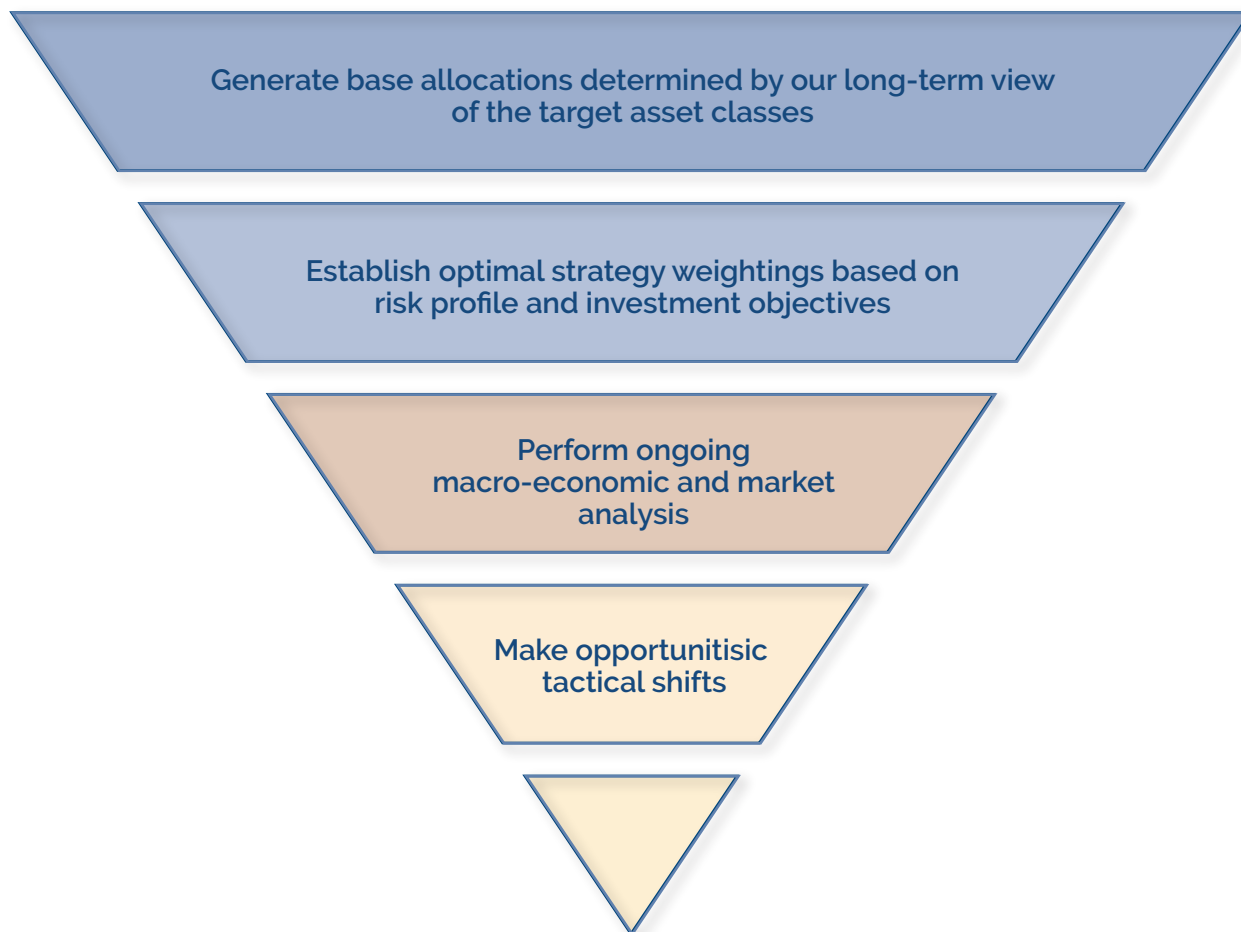 Generate base allocations determined by our long-term view
of the target asset classes
Establish optimal strategy weightings based on
risk profile and investment objectives
Perform ongoing
macro-economic and market
analysis
Make opportunitisic
tactical shifts